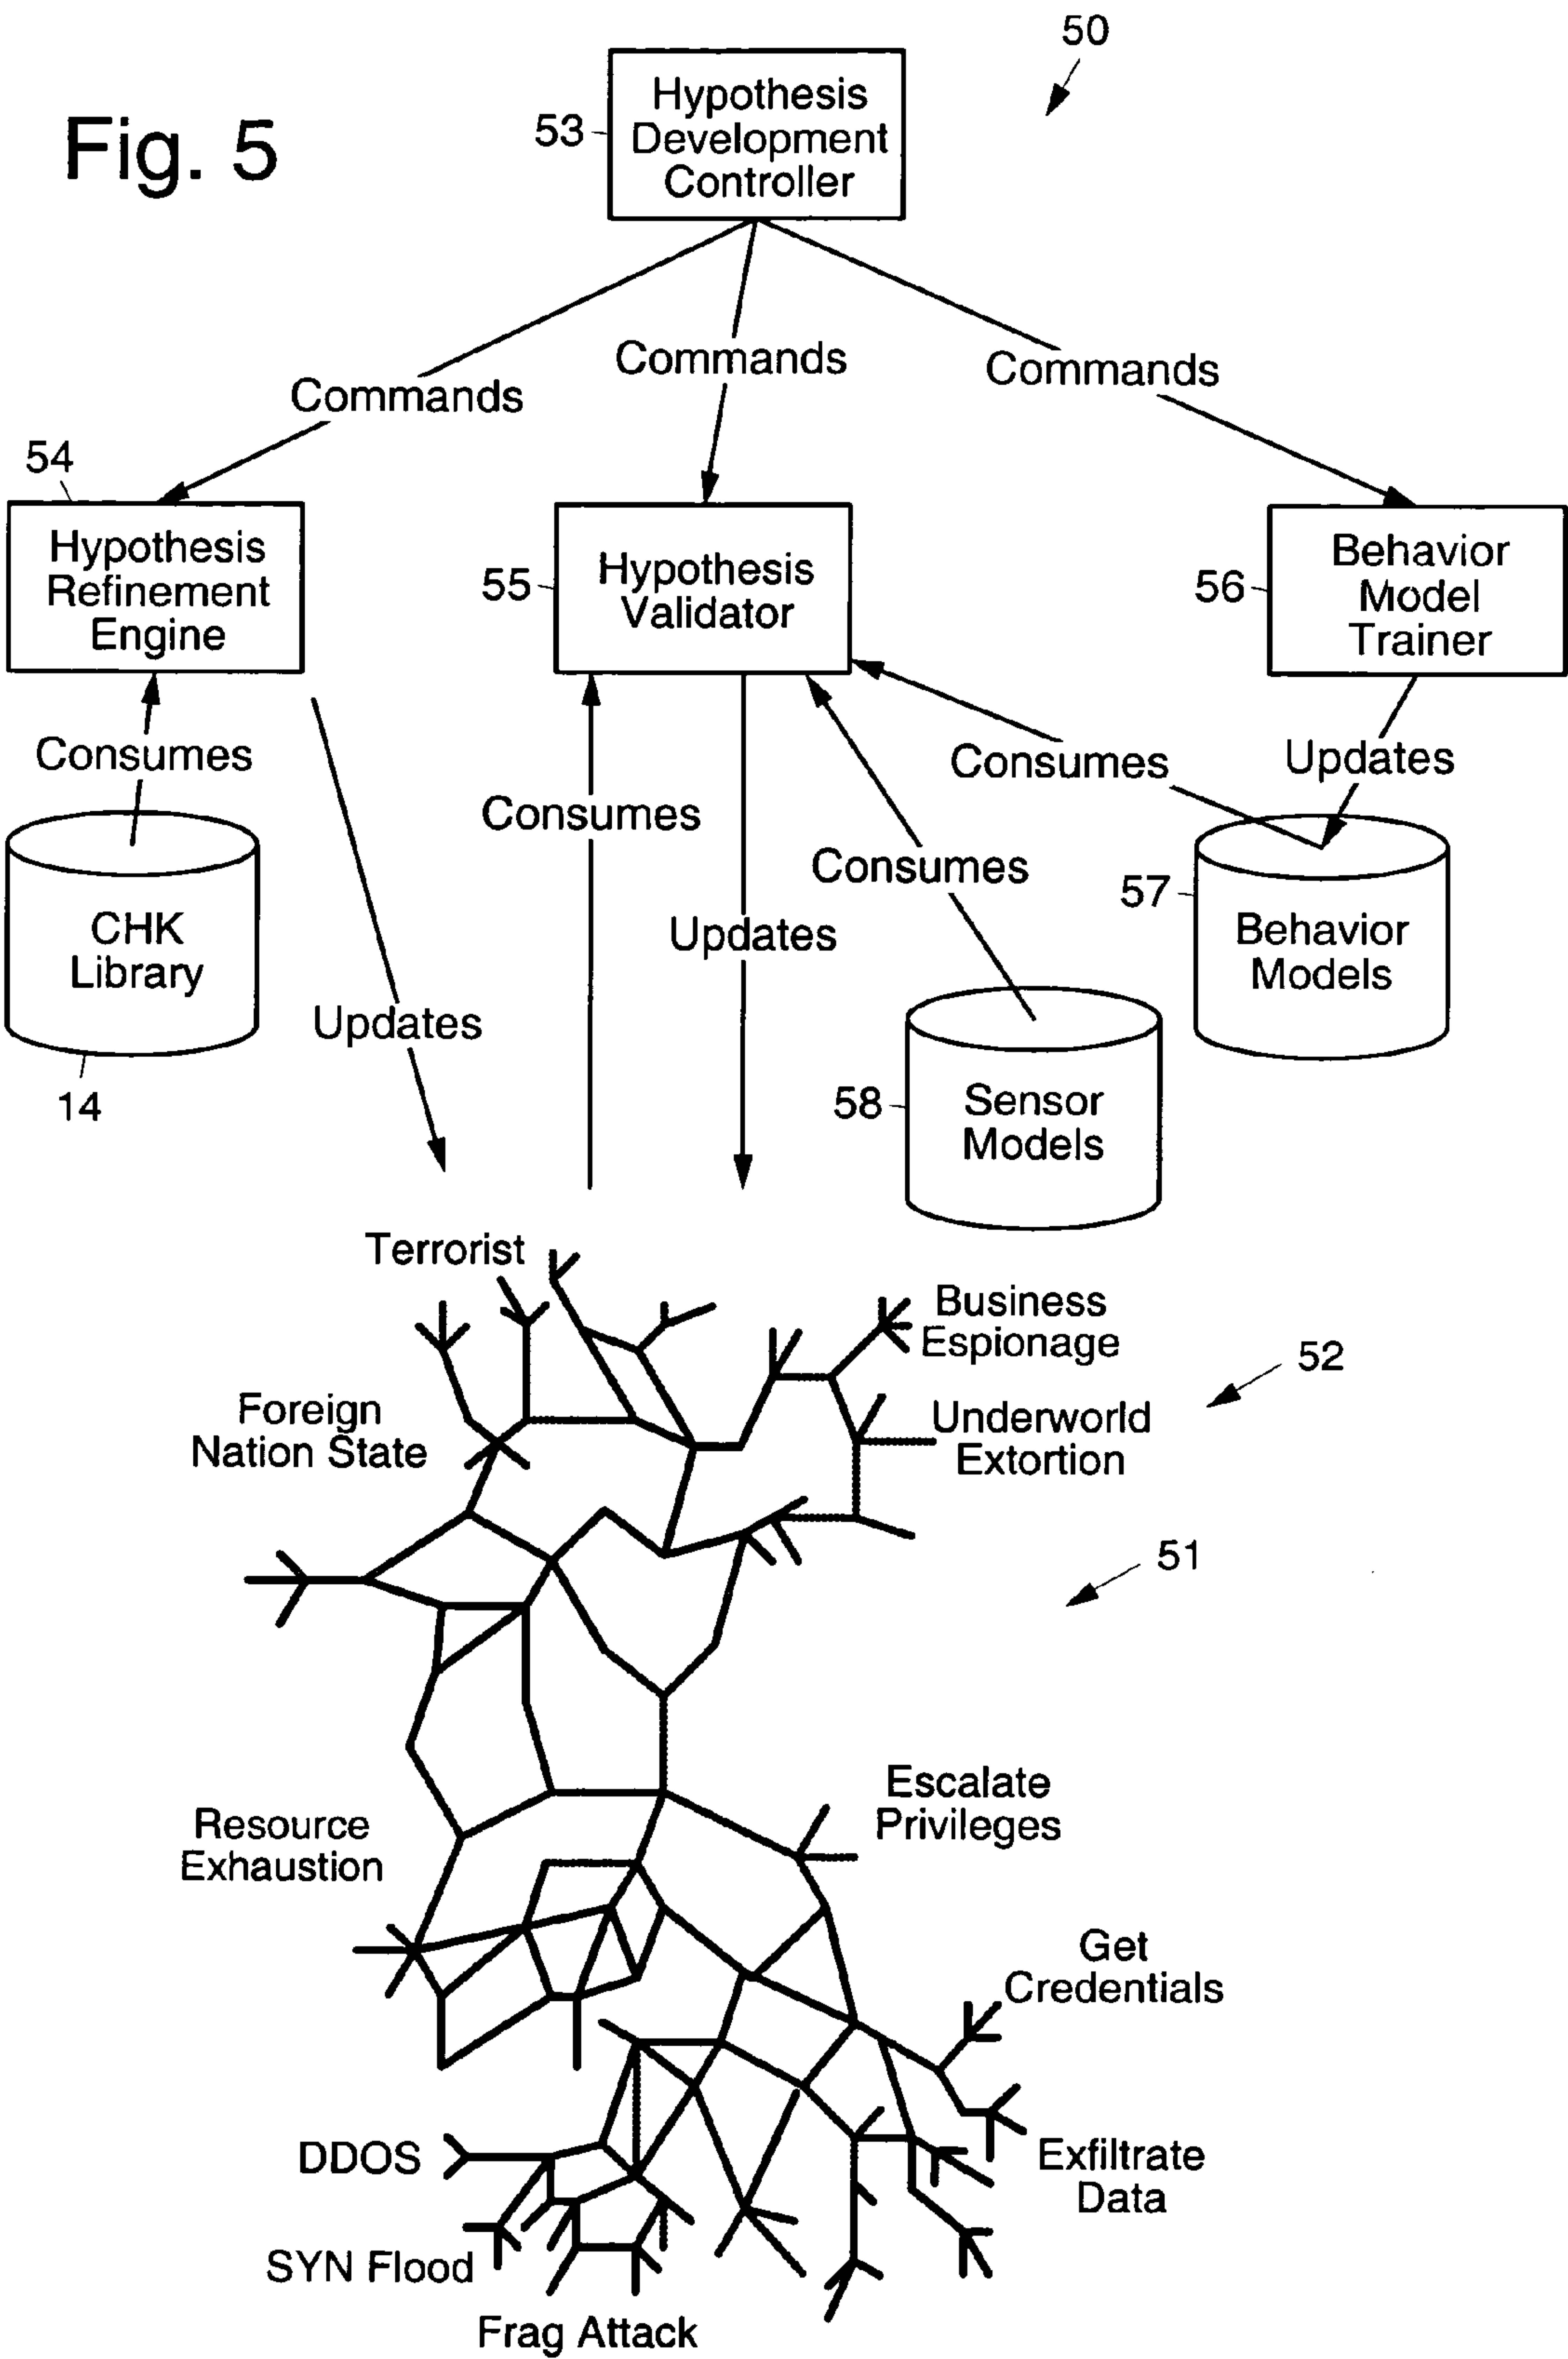 50
Fig. 5
53
Hypothesis
Development
Controller
Commands
Commands
Commands
54
Hypothesis
Refinement
Engine
55
Hypothesis
Validator
56
Behavior
Model
Trainer
Consumes
Consumes
Consumes
Updates
Consumes
CHK
Library
14
Updates
Updates
57
Behavior
Models
58
Sensor
Models
Terrorist
Business
Espionage
52
Foreign
Nation State
Underworld
Extortion
51
Resource
Exhaustion
Escalate
Privileges
Get
Credentials
DDOS
Exfiltrate
Data
SYN Flood
Frag Attack